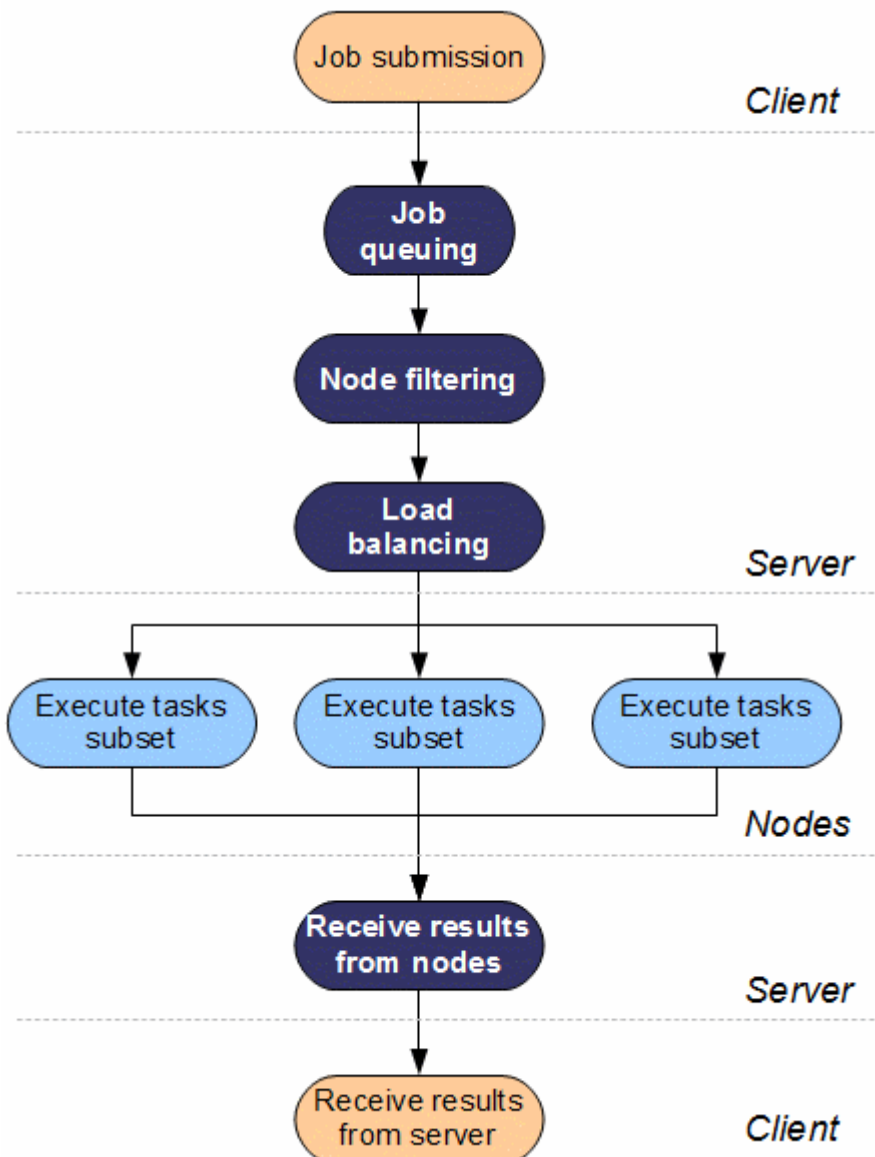 Job submission
Client
Job
queuing
Node filtering
Load
balancing
Server
Execute tasks
subset
Execute tasks
subset
Execute tasks
subset
Nodes
Receive results
from nodes
Server
Receive results
from server
Client